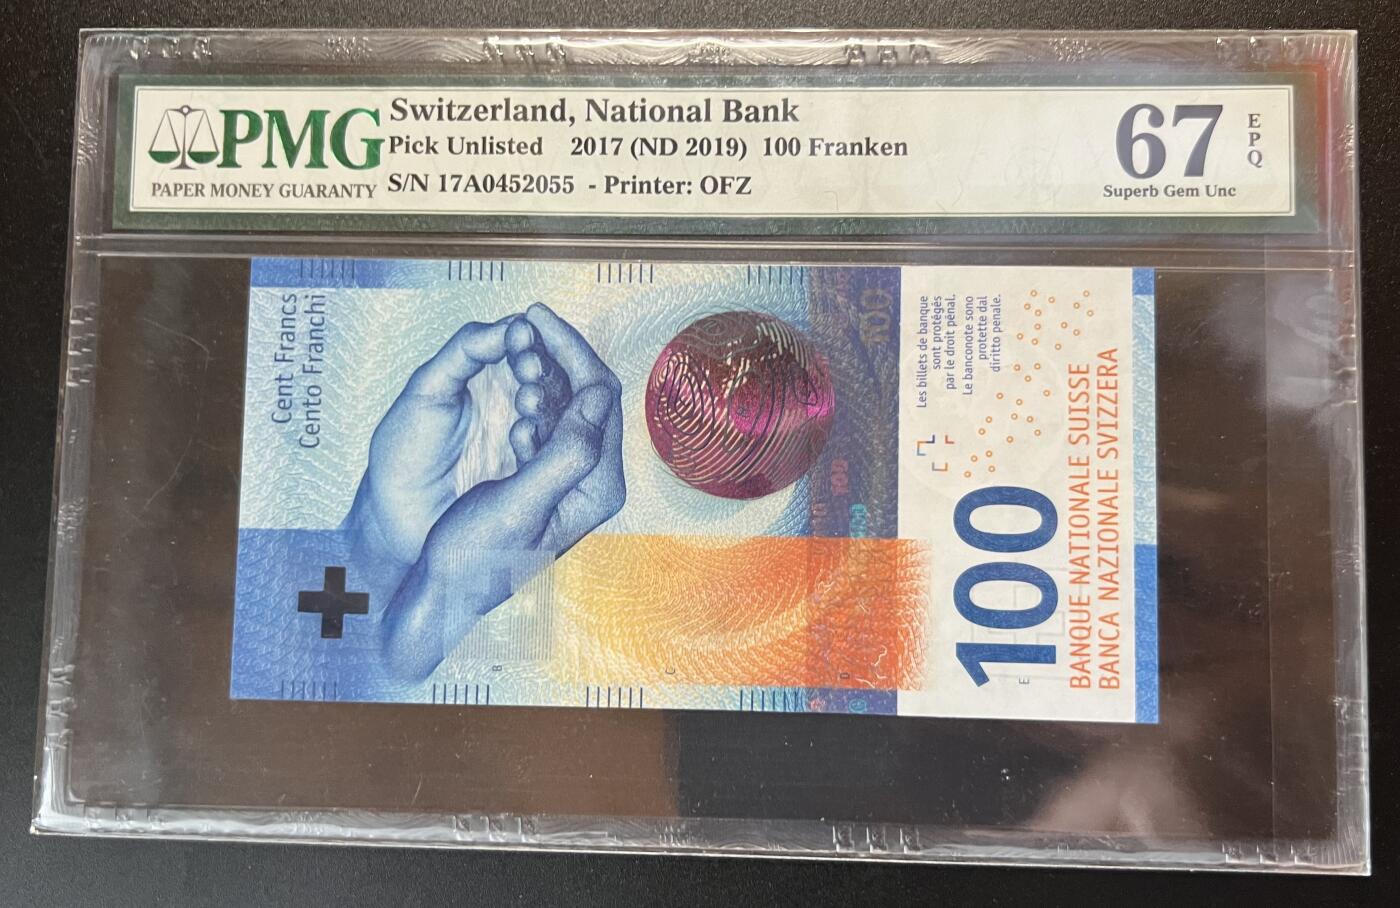 PMG
PAPER MONEY GUARANTY
Switzerland, National Bank
Pick Unlisted 2017 (ND 2019) 100 Franken
S/N 17A0452055 - Printer: OFZ
67
EPQ
Superb Gem Unc
Cent Francs
Cento Franchi
100
Les billets de banque
sont protégés
par le droit pénal.
Le banconote sono
protette dal
diritto penale.
100
BANQUE NATIONALE SUISSE
BANCA NAZIONALE SVIZZERA
B
C
D
E